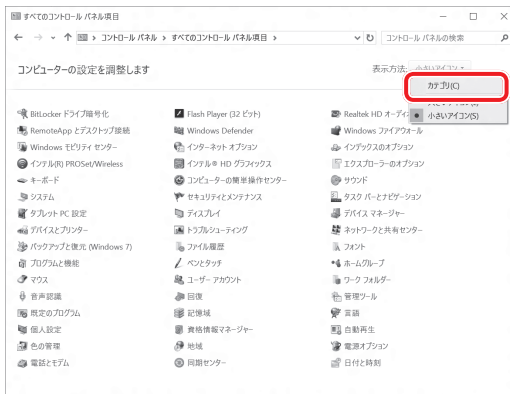 すべてのコントロール パネル項目
コントロール パネル › すべてのコントロール パネル項目 ›
コントロール パネルの検索
コンピューターの設定を調整します
表示方法: 小さいアイコン
カテゴリ(C)
小さいアイコン(S)
BitLocker ドライブ暗号化
Flash Player (32 ビット)
Realtek HD オーディ
RemoteApp とデスクトップ接続
Windows Defender
Windows ファイアウォール
Windows モビリティ センター
インターネット オプション
インデックスのオプション
インテル(R) PROSet/Wireless
インテル® HD グラフィックス
エクスプローラーのオプション
キーボード
コンピューターの簡単操作センター
サウンド
システム
セキュリティとメンテナンス
タスク バーとナビゲーション
タブレット PC 設定
ディスプレイ
デバイス マネージャー
デバイスとプリンター
トラブルシューティング
ネットワークと共有センター
バックアップと復元 (Windows 7)
ファイル履歴
フォント
プログラムと機能
ペンとタッチ
ホームグループ
マウス
ユーザー アカウント
ワーク フォルダー
音声認識
回復
管理ツール
既定のプログラム
記憶域
言語
個人設定
資格情報マネージャー
自動再生
色の管理
地域
電源オプション
電話とモデム
同期センター
日付と時刻